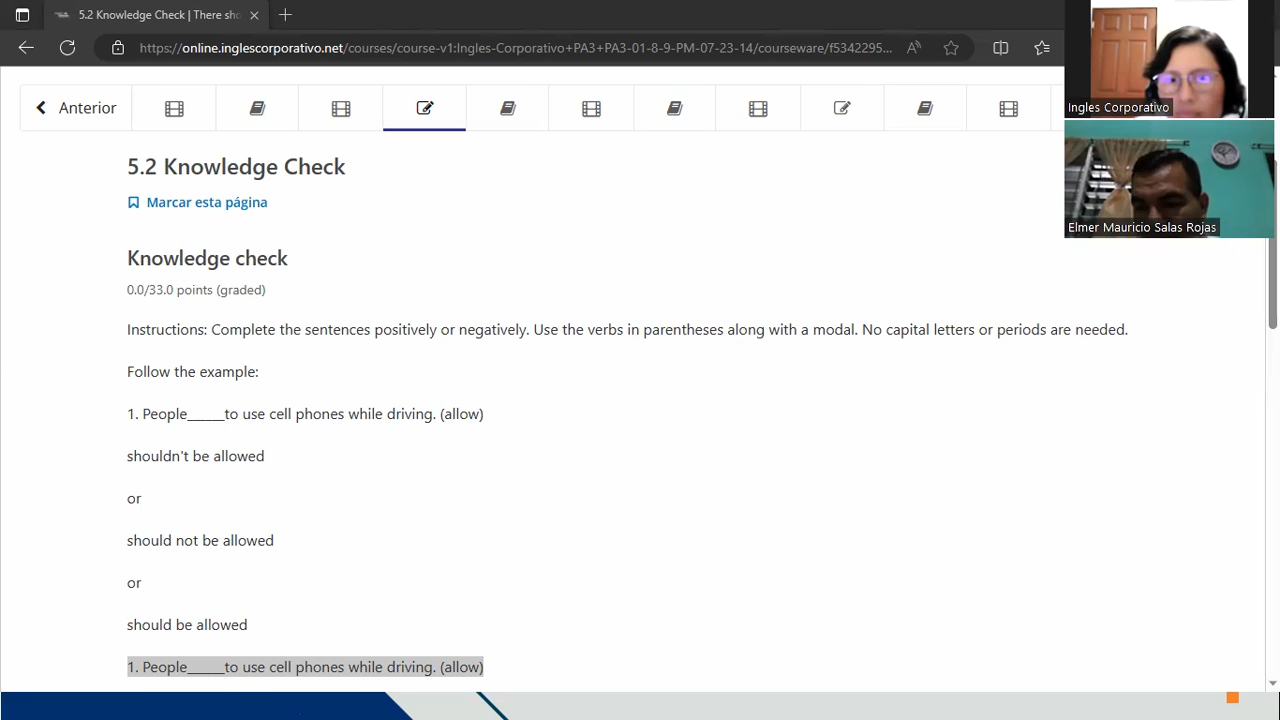 5.2 Knowledge Check | There sho
https://online.inglescorporativo.net/courses/course-v1:Ingles-Corporativo+PA3+PA3-01-8-9-PM-07-23-14/courseware/f5342295...
Ingles Corporativo
Elmer Mauricio Salas Rojas
Anterior
5.2 Knowledge Check
Marcar esta página
Knowledge check
0.0/33.0 points (graded)
Instructions: Complete the sentences positively or negatively. Use the verbs in parentheses along with a modal. No capital letters or periods are needed.
Follow the example:
1. People_____to use cell phones while driving. (allow)
shouldn't be allowed
or
should not be allowed
or
should be allowed
1. People_____to use cell phones while driving. (allow)